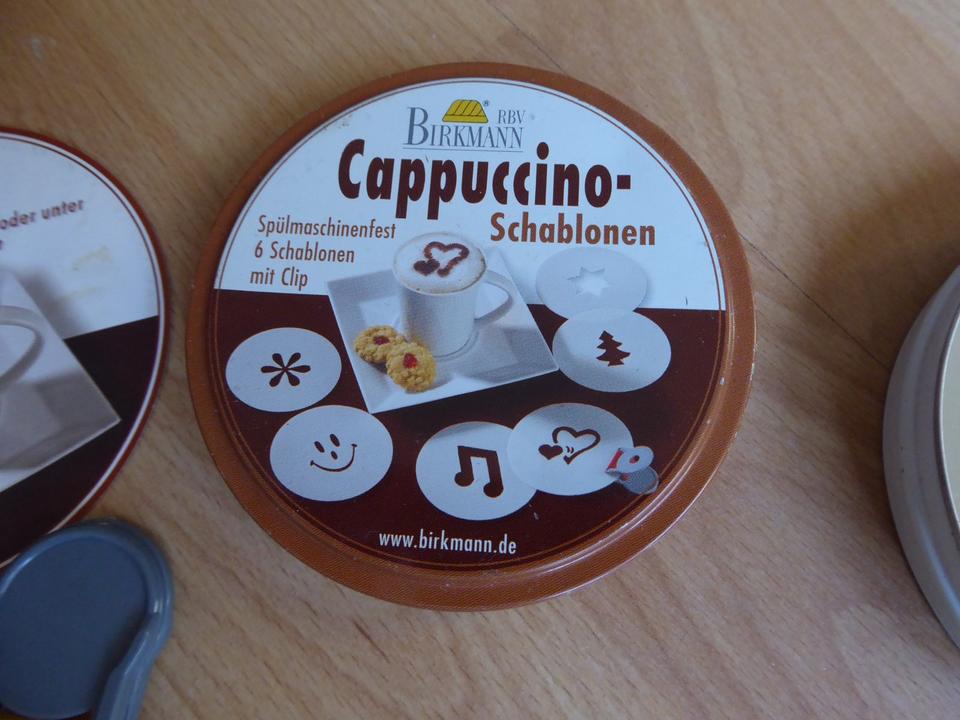 RBV
BIRKMANN®
Cappuccino-
Schablonen
Spülmaschinenfest
6 Schablonen
mit Clip
www.birkmann.de
oder unter